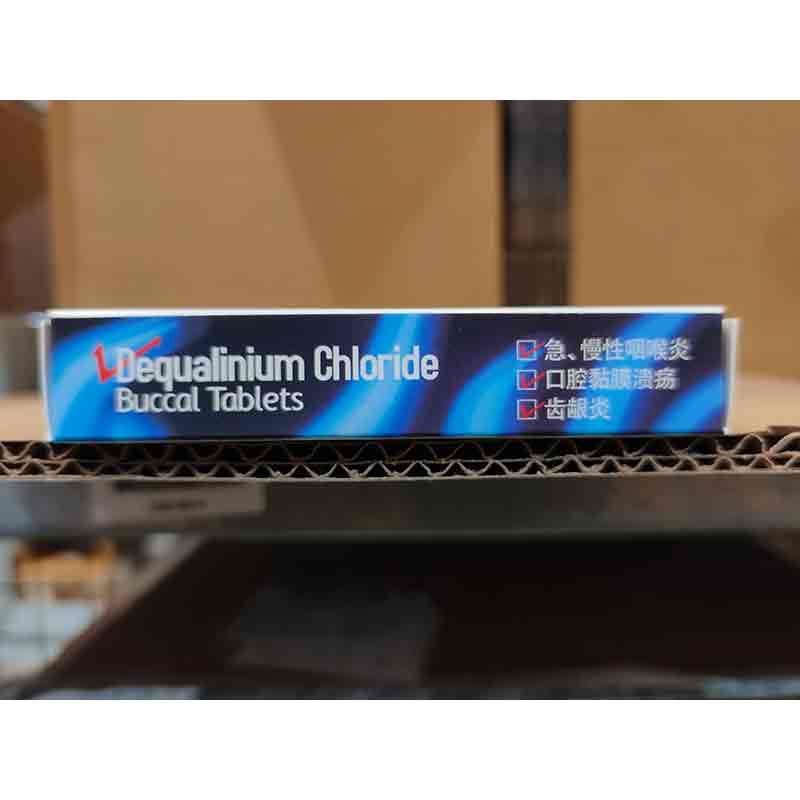 Dequalinium Chloride
Buccal Tablets
急、慢性咽喉炎
口腔黏膜溃疡
齿龈炎